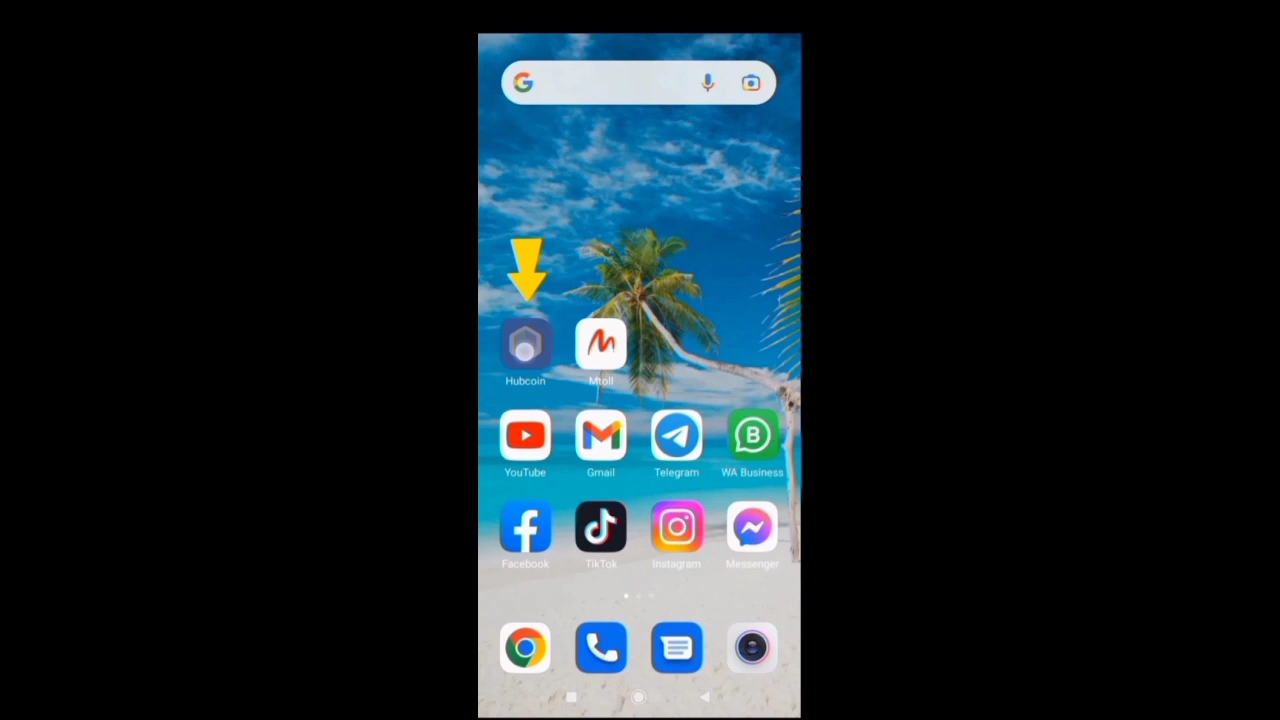 Hubcoin
Mtoll
YouTube
Gmail
Telegram
WA Business
Facebook
TikTok
Instagram
Messenger